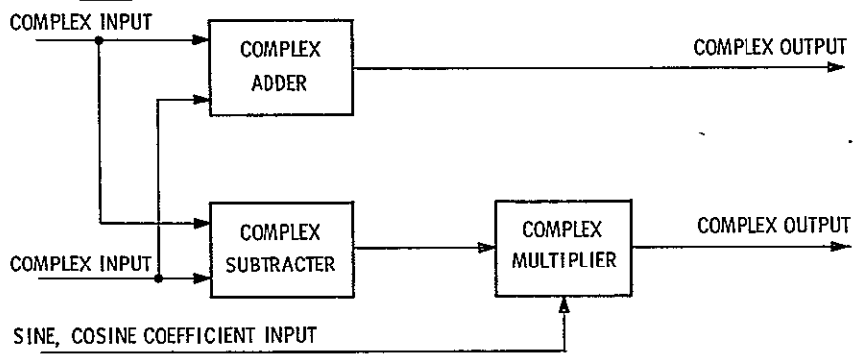 COMPLEX INPUT
COMPLEX
ADDER
COMPLEX OUTPUT
COMPLEX
SUBTRACTER
COMPLEX
MULTIPLIER
COMPLEX OUTPUT
COMPLEX INPUT
SINE, COSINE COEFFICIENT INPUT